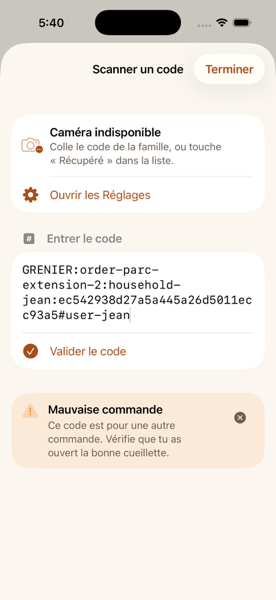 5:40
Scanner un code
Terminer
Caméra indisponible
Colle le code de la famille, ou touche
« Récupéré » dans la liste.
Ouvrir les Réglages
# Entrer le code
GRENIER:order-parc-
extension-2:household-
jean:ec542938d27a5a445a26d5011ec
c93a5#user-jean
Valider le code
Mauvaise commande
Ce code est pour une autre
commande. Vérifie que tu as
ouvert la bonne cueillette.